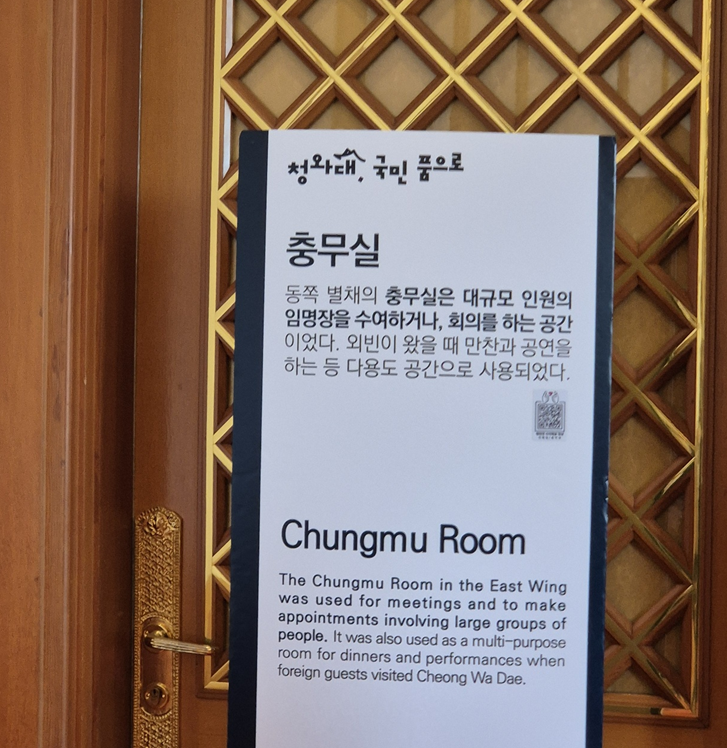 청와대, 국민 품으로
충무실
동쪽 별채의 충무실은 대규모 인원의
임명장을 수여하거나, 회의를 하는 공간
이었다. 외빈이 왔을 때 만찬과 공연을
하는 등 다용도 공간으로 사용되었다.
Chungmu Room
The Chungmu Room in the East Wing
was used for meetings and to make
appointments involving large groups of
people. It was also used as a multi-purpose
room for dinners and performances when
foreign guests visited Cheong Wa Dae.